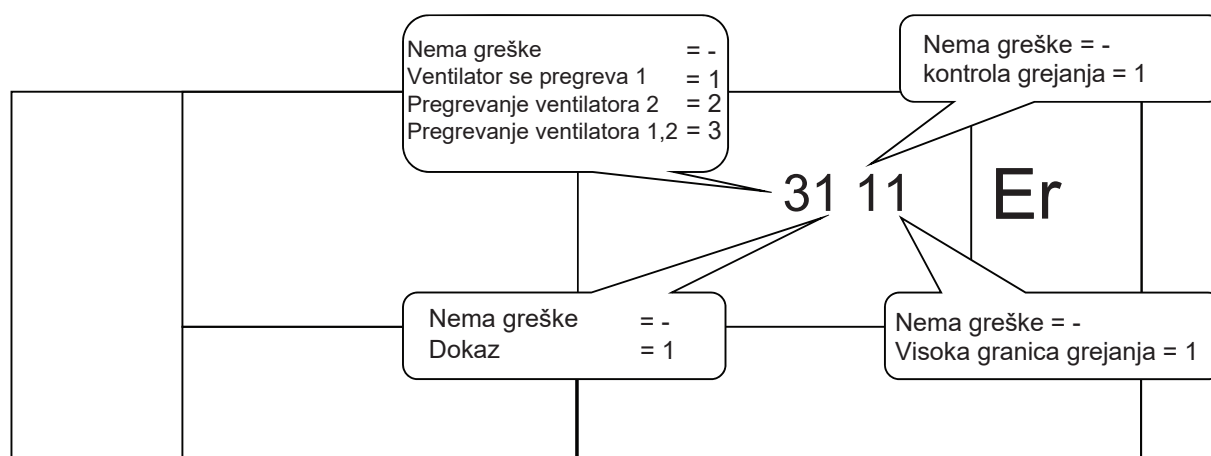 Nema greške = -
Ventilator se pregreva 1 = 1
Pregrevanje ventilatora 2 = 2
Pregrevanje ventilatora 1,2 = 3
Nema greške = -
kontrola grejanja = 1
31 11
Er
Nema greške = -
Dokaz = 1
Nema greške = -
Visoka granica grejanja = 1